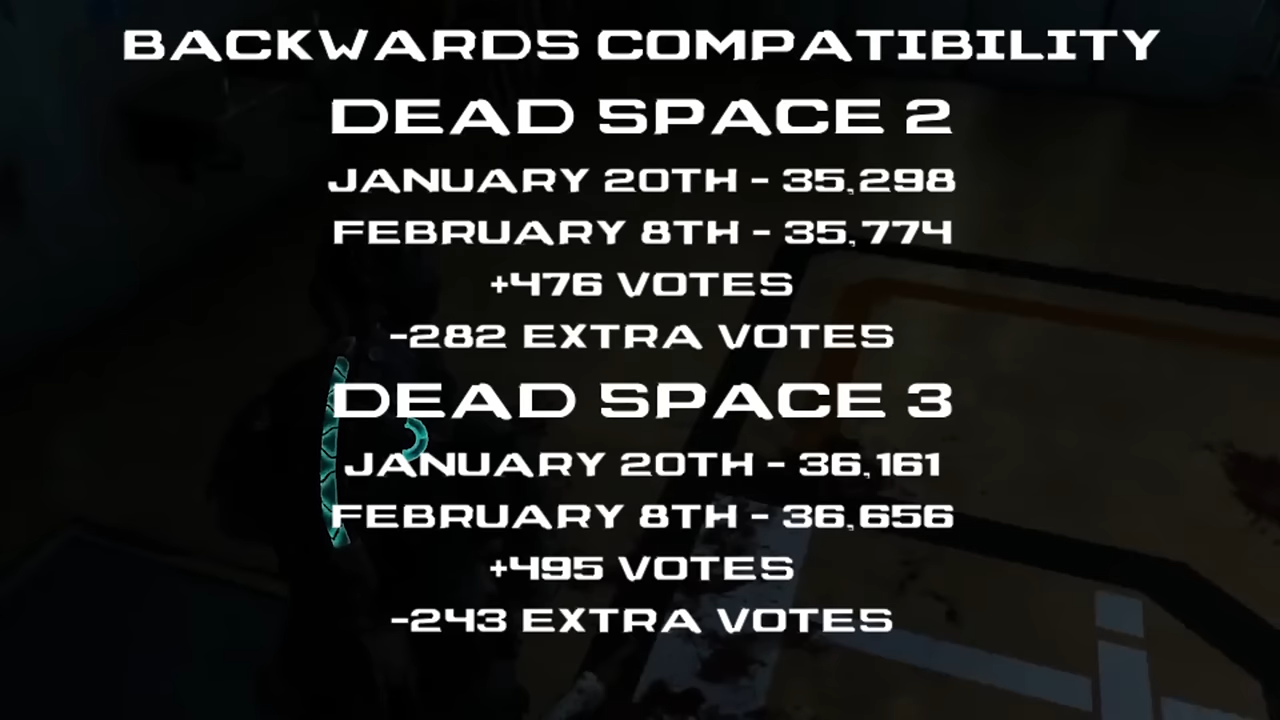 BACKWARDS COMPATIBILITY
DEAD SPACE 2
JANUARY 20TH - 35,298
FEBRUARY 8TH - 35,774
+476 VOTES
-282 EXTRA VOTES
DEAD SPACE 3
JANUARY 20TH - 36,161
FEBRUARY 8TH - 36,656
+495 VOTES
-243 EXTRA VOTES